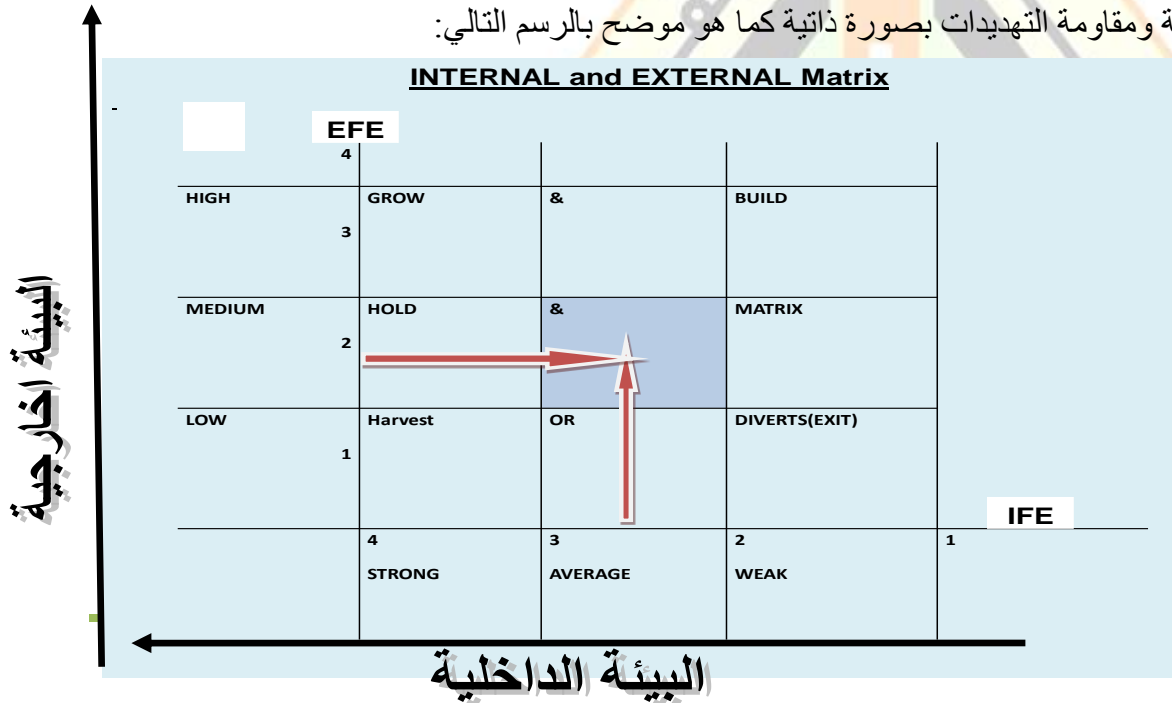 ة ومقاومة التهديدات بصورة ذاتية كما هو موضح بالرسم التالي:
INTERNAL and EXTERNAL Matrix
-
EFE
4
HIGH GROW & BUILD
3
MEDIUM HOLD & MATRIX
2
LOW Harvest OR DIVERTS(EXIT)
1
IFE
4 3 2 1
STRONG AVERAGE WEAK
البيئة اخارجية
البيئة الداخلية